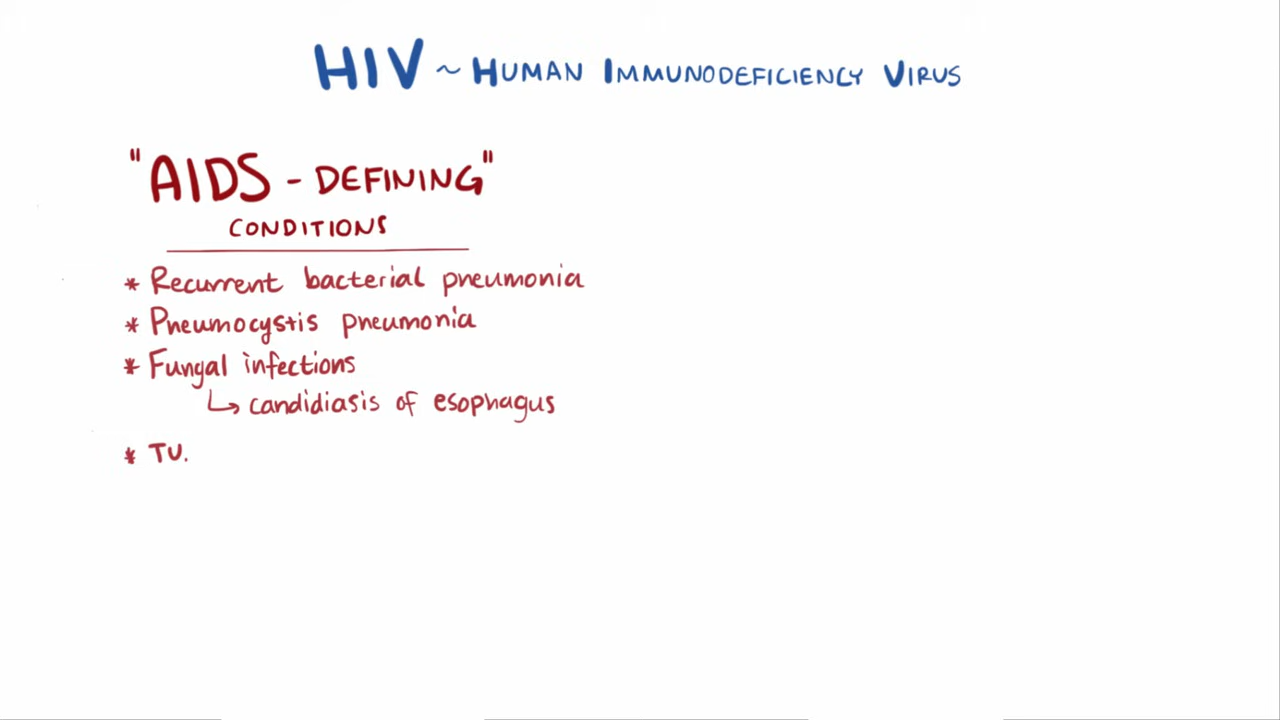 HIV ~ HUMAN IMMUNODEFICIENCY VIRUS
"AIDS - DEFINING"
CONDITIONS
* Recurrent bacterial pneumonia
* Pneumocystis pneumonia
* Fungal infections
↳ candidiasis of esophagus
* TU.